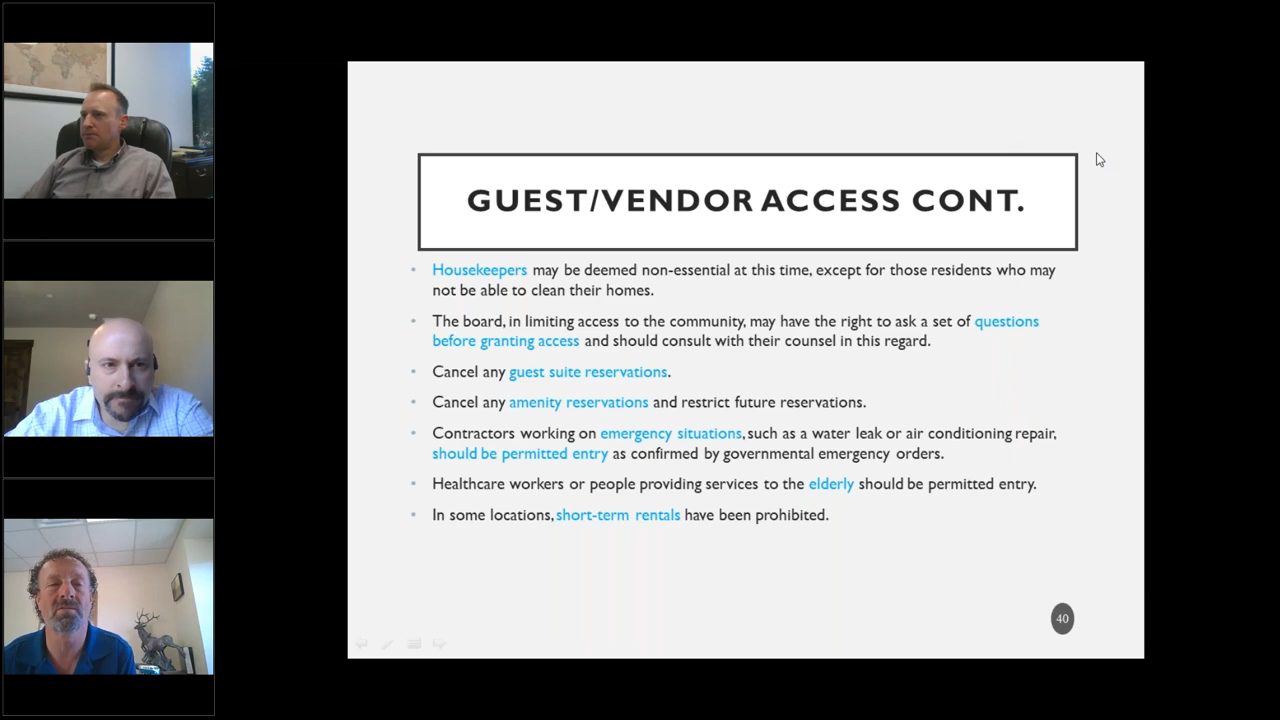 GUEST/VENDOR ACCESS CONT.
Housekeepers may be deemed non-essential at this time, except for those residents who may
not be able to clean their homes.
The board, in limiting access to the community, may have the right to ask a set of questions
before granting access and should consult with their counsel in this regard.
Cancel any guest suite reservations.
Cancel any amenity reservations and restrict future reservations.
Contractors working on emergency situations, such as a water leak or air conditioning repair,
should be permitted entry as confirmed by governmental emergency orders.
Healthcare workers or people providing services to the elderly should be permitted entry.
In some locations, short-term rentals have been prohibited.
40